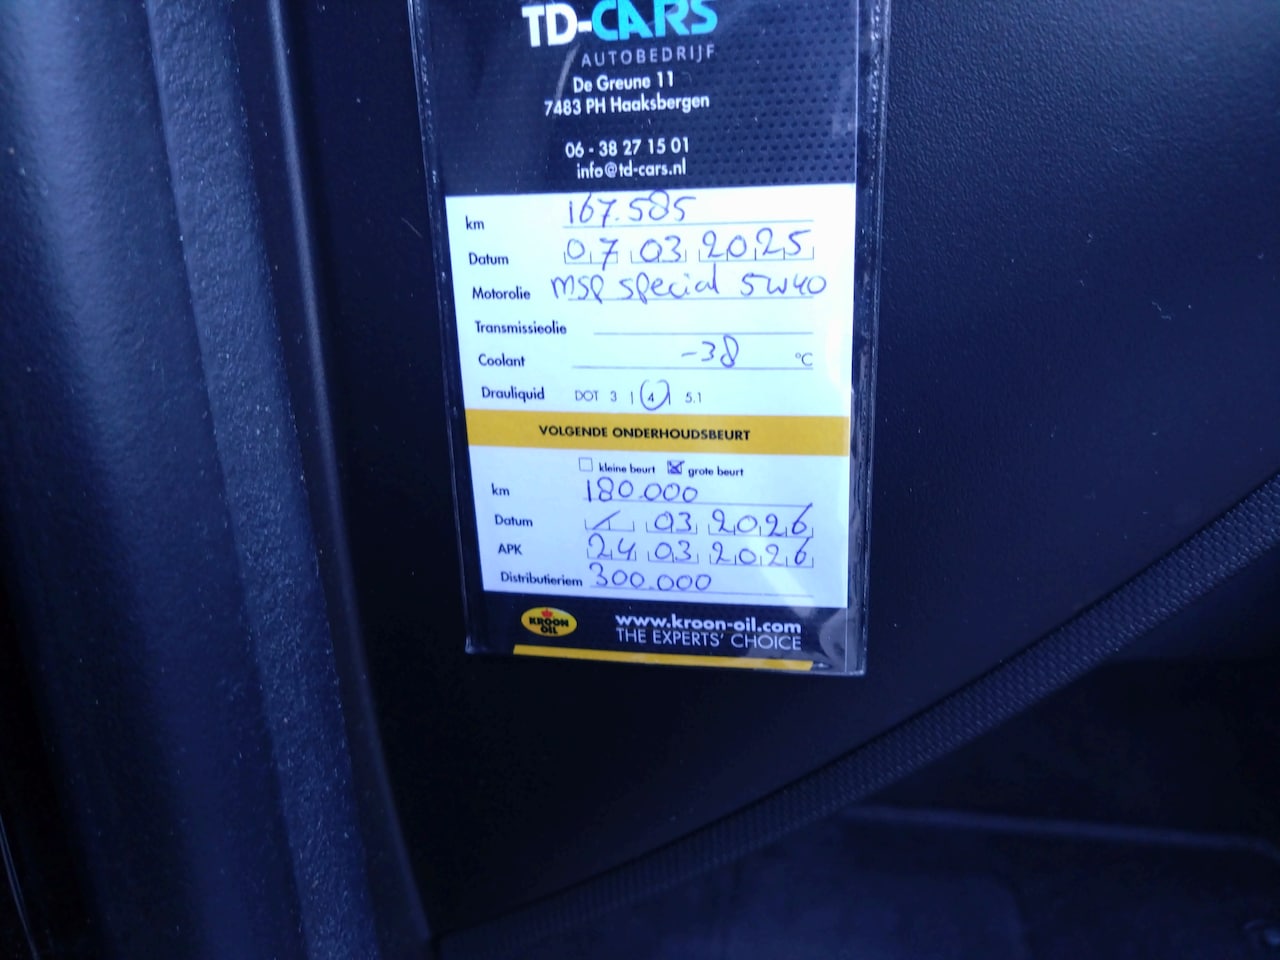 TD-CARS
AUTOBEDRIJF
De Greune 11
7483 PH Haaksbergen
06 - 38 27 15 01
info@td-cars.nl
km 167.585
Datum 07 03 2025
Motorolie MSP special 5W40
Transmissieolie
Coolant -38 °C
Drauliquid DOT 3 | 4 | 5.1
VOLGENDE ONDERHOUDSBEURT
kleine beurt grote beurt
km 180.000
Datum 03 2026
APK 24 03 2026
Distributieriem 300.000
KROON OIL www.kroon-oil.com
THE EXPERTS' CHOICE